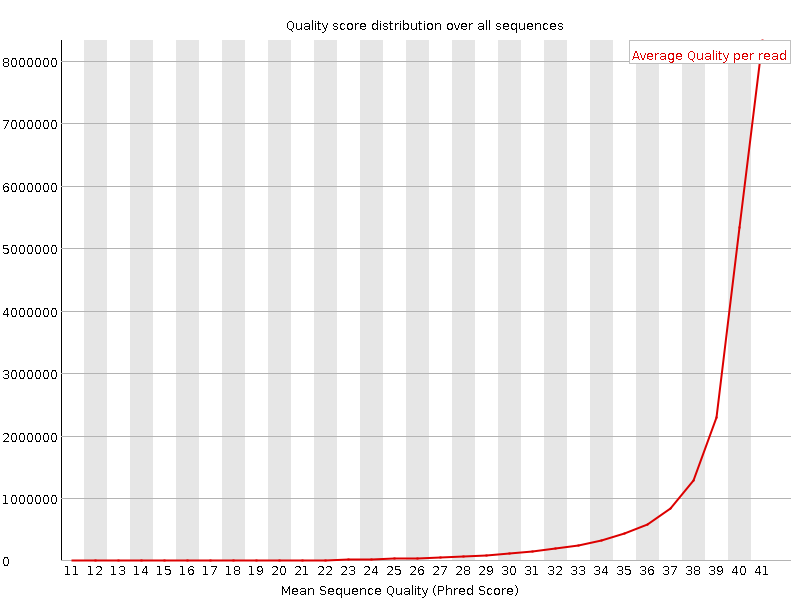 Quality score distribution over all sequences
Average Quality per read
8000000
7000000
6000000
5000000
4000000
3000000
2000000
1000000
0
11 12 13 14 15 16 17 18 19 20 21 22 23 24 25 26 27 28 29 30 31 32 33 34 35 36 37 38 39 40 41
Mean Sequence Quality (Phred Score)